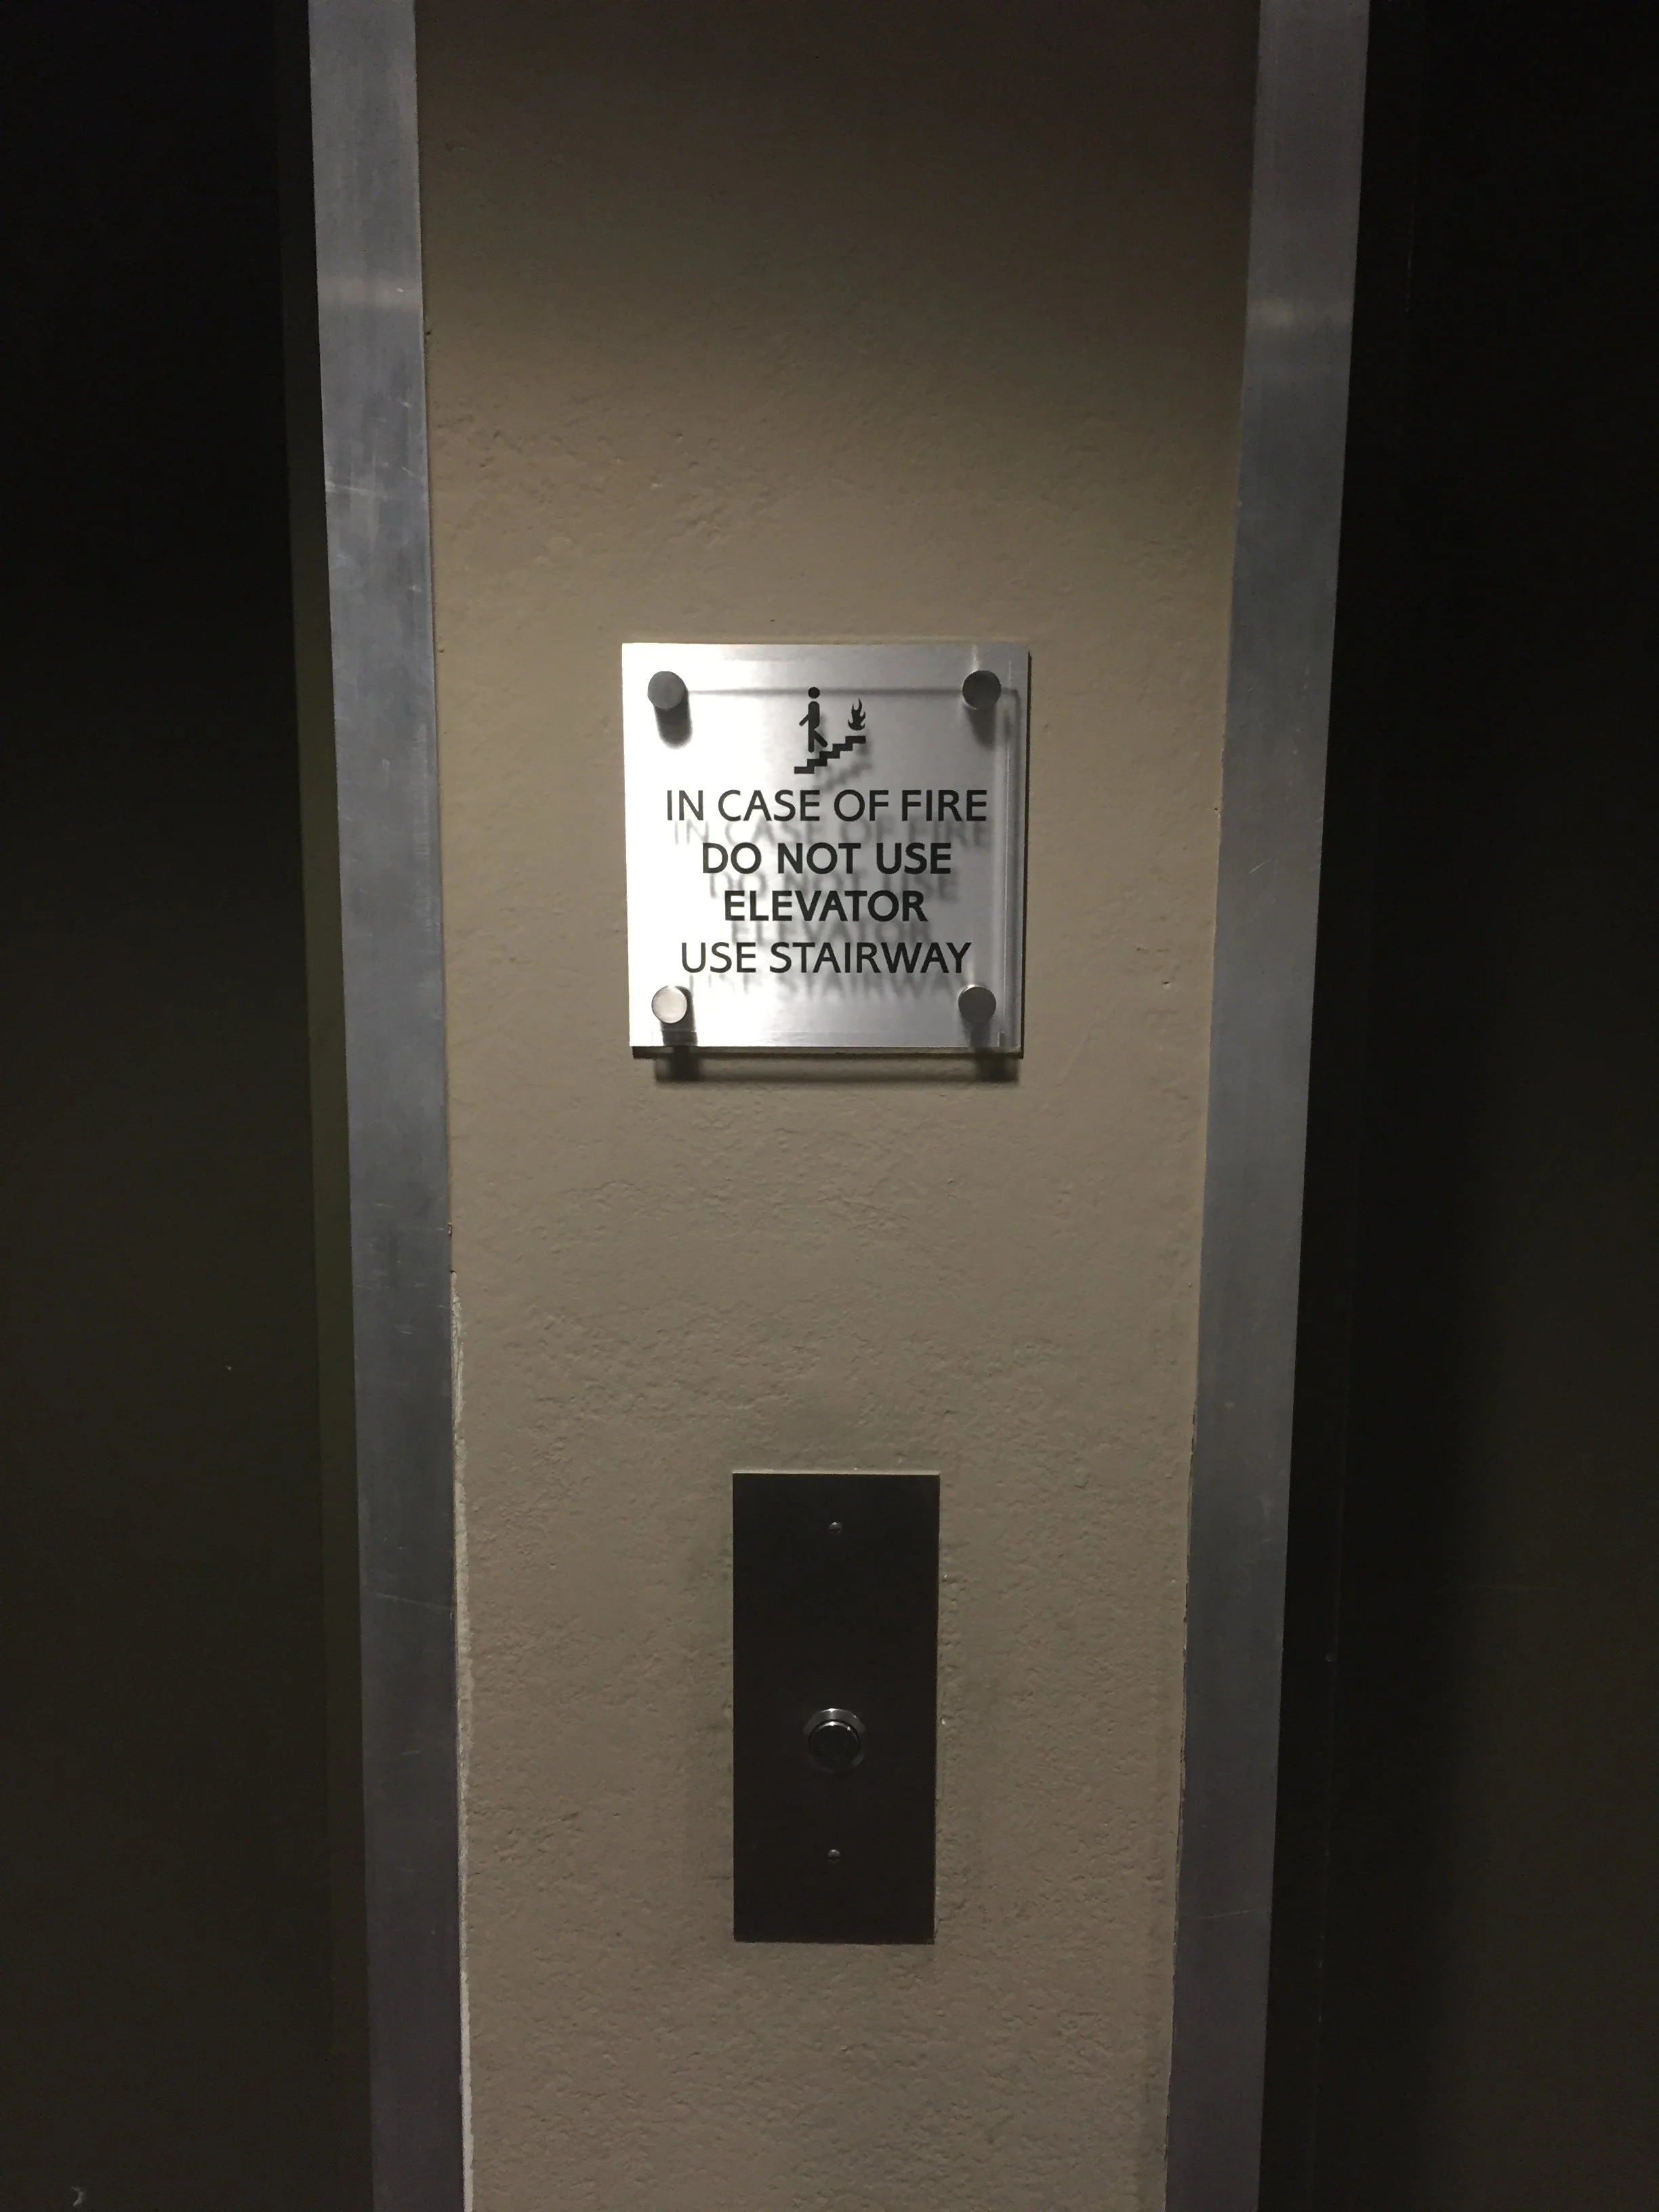 IN CASE OF FIRE
DO NOT USE
ELEVATOR
USE STAIRWAY